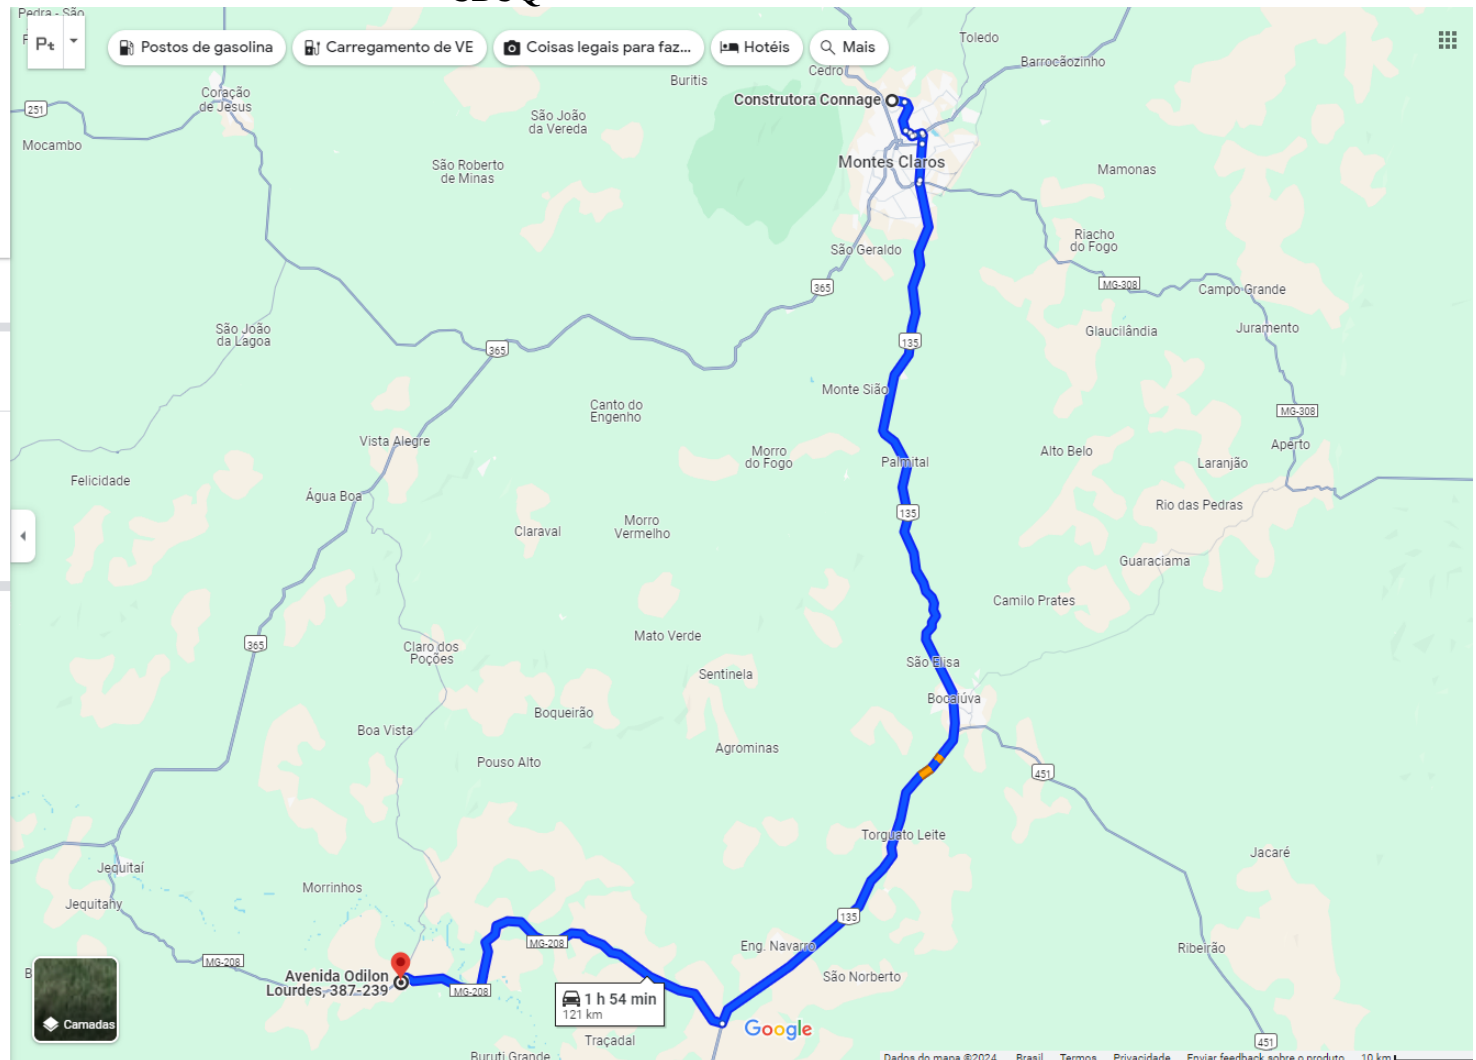 Pedra - São
Pt
Postos de gasolina
Carregamento de VE
Coisas legais para faz...
Hotéis
Mais
Toledo
Barrocãozinho
Cedro
Buritis
Coração
de Jesus
251
Construtora Connage
São João
da Vereda
Mocambo
São Roberto
de Minas
Montes Claros
Mamonas
Riacho
do Fogo
São Geraldo
365
MG-308
Campo Grande
São João
da Lagoa
Glaucilândia
Juramento
365
135
Monte Sião
Canto do
Engenho
MG-308
Vista Alegre
Morro
do Fogo
Palmital
Alto Belo
Aperto
Laranjão
Felicidade
Água Boa
Rio das Pedras
Claraval
Morro
Vermelho
135
Guaraciama
Camilo Prates
Mato Verde
365
Claro dos
Poções
São Elisa
Sentinela
Bocaiúva
Boqueirão
Boa Vista
Agrominas
Pouso Alto
451
Torquato Leite
Jacaré
Jequitaí
Morrinhos
Jequitahy
135
MG-208
Eng. Navarro
Ribeirão
MG-208
Avenida Odilon
Lourdes, 387-239
São Norberto
MG-208
1 h 54 min
121 km
Camadas
Google
Traçadal
451
Buruti Grande
Dados do mapa ©2024 Brasil Termos Privacidade Enviar feedback sobre o produto 10 km